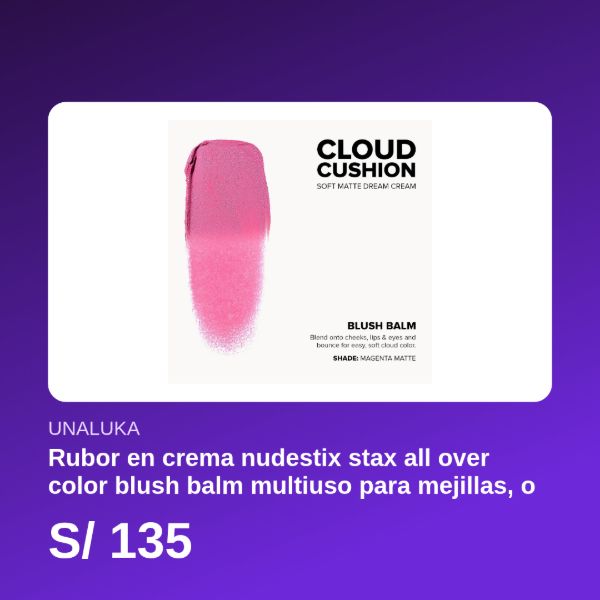 CLOUD
CUSHION
SOFT MATTE DREAM CREAM
BLUSH BALM
Blend onto cheeks, lips & eyes and
bounce for easy, soft cloud color.
SHADE: MAGENTA MATTE
UNALUKA
Rubor en crema nudestix stax all over
color blush balm multiuso para mejillas, o
S/ 135